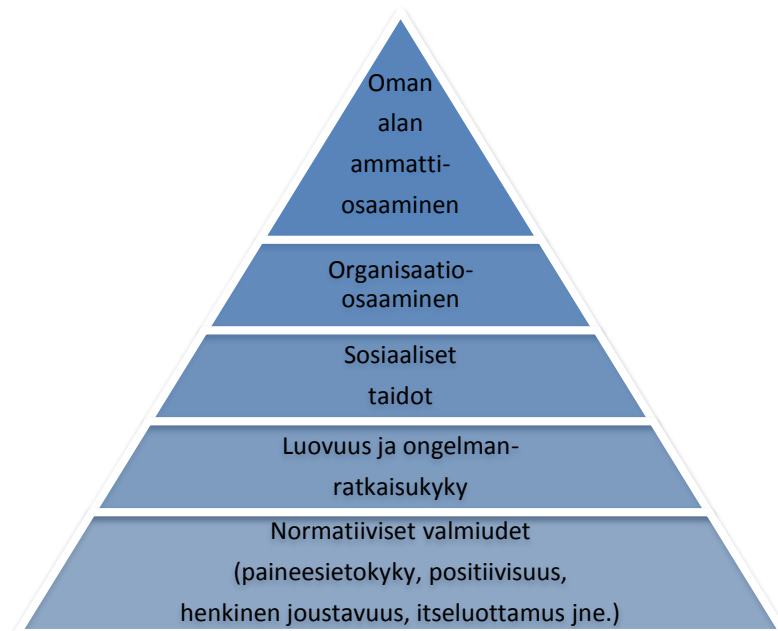 Oman
alan
ammatti-
osaaminen
Organisaatio-
osaaminen
Sosiaaliset
taidot
Luovuus ja ongelman-
ratkaisukyky
Normatiiviset valmiudet
(paineesietokyky, positiivisuus,
henkinen joustavuus, itseluottamus jne.)